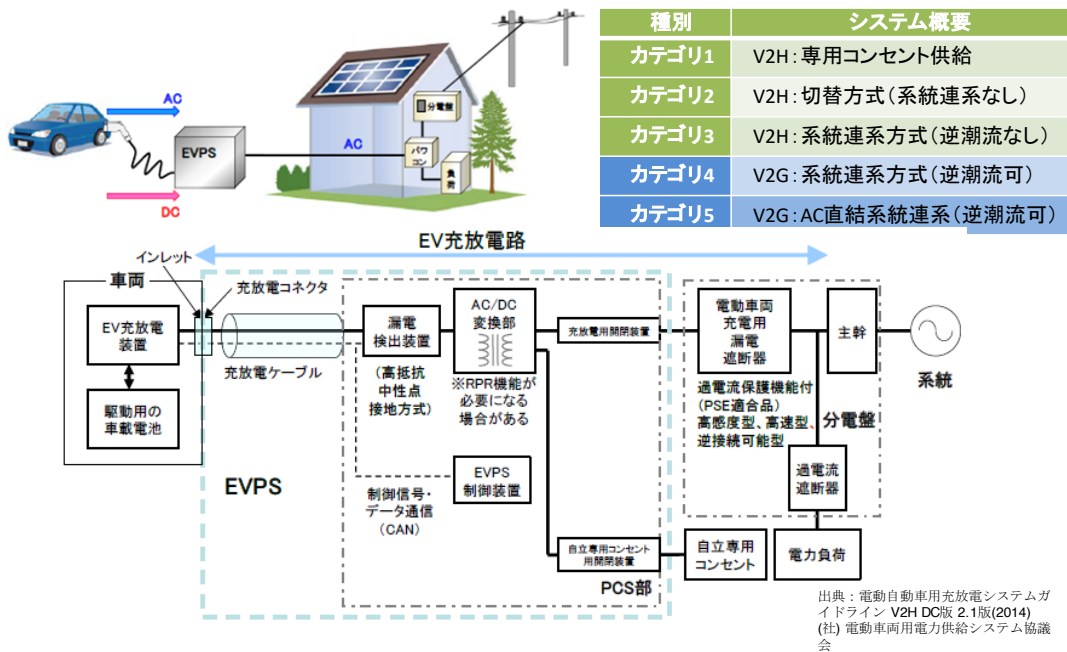 種別 システム概要
カテゴリ1 V2H：専用コンセント供給
カテゴリ2 V2H：切替方式（系統連系なし）
カテゴリ3 V2H：系統連系方式（逆潮流なし）
カテゴリ4 V2G：系統連系方式（逆潮流可）
カテゴリ5 V2G：AC直結系統連系（逆潮流可）
AC
EVPS
DC
AC
分電盤
パワ
コン
負
荷
EV充放電路
インレット
車両
充放電コネクタ
EV充放電
装置
駆動用の
車載電池
充放電ケーブル
漏電
検出装置
(高抵抗
中性点
接地方式)
AC/DC
変換部
※RPR機能が
必要になる
場合がある
充放電用開閉装置
電動車両
充電用
漏電
遮断器
過電流保護機能付
(PSE適合品)
高感度型、高速型、
逆接続可能型
主幹
系統
分電盤
過電流
遮断器
EVPS
制御信号・
データ通信
(CAN)
EVPS
制御装置
自立専用コンセント
用開閉装置
PCS部
自立専用
コンセント
電力負荷
出典：電動自動車用充放電システムガ
イドライン V2H DC版 2.1版(2014)
(社) 電動車両用電力供給システム協議
会